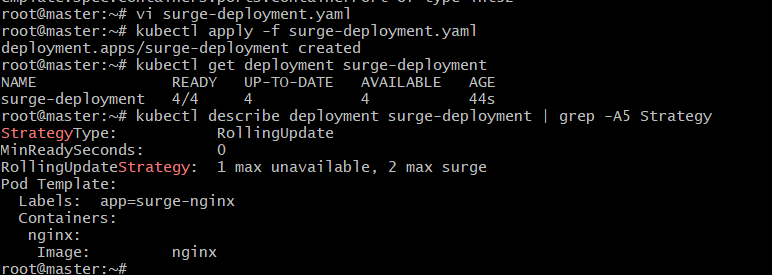 root@master:~# vi surge-deployment.yaml
root@master:~# kubectl apply -f surge-deployment.yaml
deployment.apps/surge-deployment created
root@master:~# kubectl get deployment surge-deployment
NAME READY UP-TO-DATE AVAILABLE AGE
surge-deployment 4/4 4 4 44s
root@master:~# kubectl describe deployment surge-deployment | grep -A5 Strategy
StrategyType: RollingUpdate
MinReadySeconds: 0
RollingUpdateStrategy: 1 max unavailable, 2 max surge
Pod Template:
Labels: app=surge-nginx
Containers:
nginx:
Image: nginx
root@master:~#